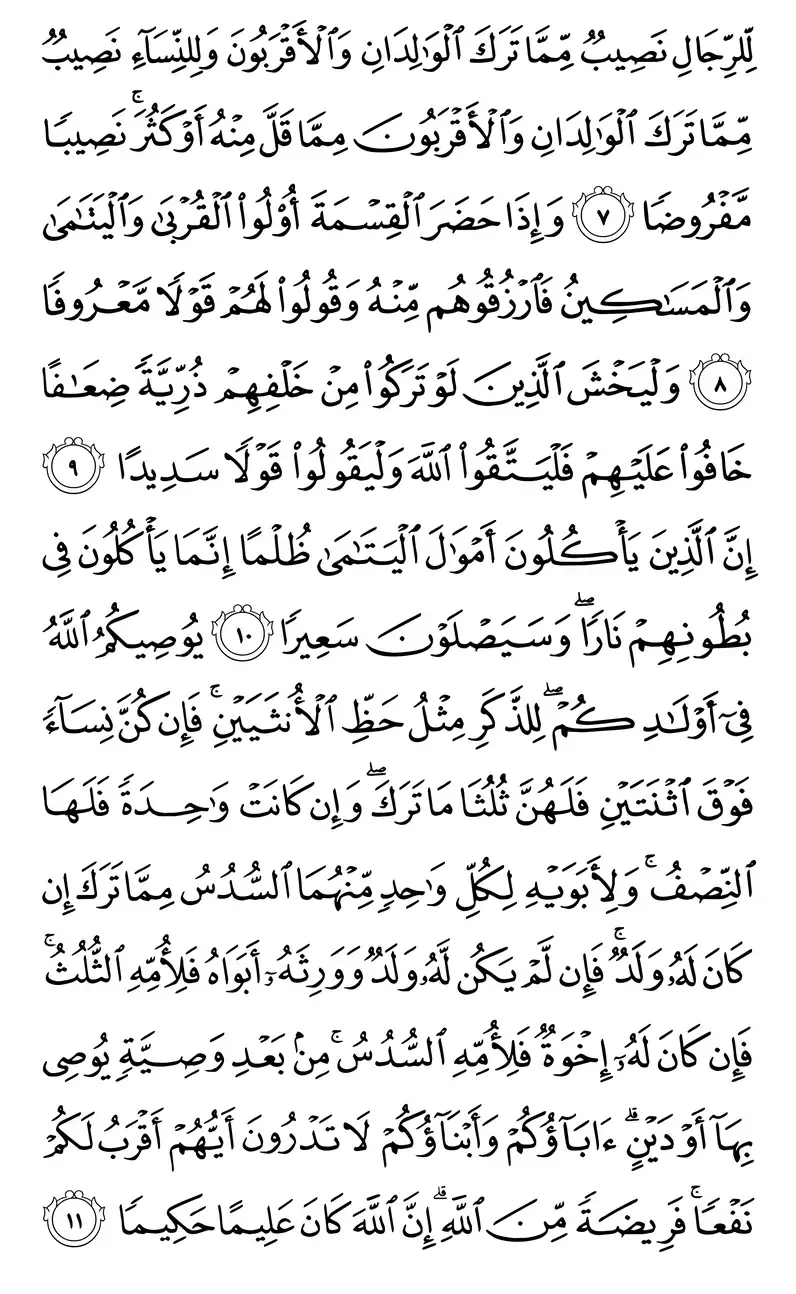 لِّلرِّجَالِ نَصِيبٌ مِّمَّا تَرَكَ ٱلْوَٰلِدَانِ وَٱلْأَقْرَبُونَ وَلِلنِّسَآءِ نَصِيبٌ
مِّمَّا تَرَكَ ٱلْوَٰلِدَانِ وَٱلْأَقْرَبُونَ مِمَّا قَلَّ مِنْهُ أَوْ كَثُرَ ۚ نَصِيبًا
مَّفْرُوضًا ٧ وَإِذَا حَضَرَ ٱلْقِسْمَةَ أُو۟لُوا۟ ٱلْقُرْبَىٰ وَٱلْيَتَـٰمَىٰ
وَٱلْمَسَـٰكِينُ فَٱرْزُقُوهُم مِّنْهُ وَقُولُوا۟ لَهُمْ قَوْلًا مَّعْرُوفًا
٨ وَلْيَخْشَ ٱلَّذِينَ لَوْ تَرَكُوا۟ مِنْ خَلْفِهِمْ ذُرِّيَّةً ضِعَـٰفًا
خَافُوا۟ عَلَيْهِمْ فَلْيَتَّقُوا۟ ٱللَّهَ وَلْيَقُولُوا۟ قَوْلًا سَدِيدًا ٩
إِنَّ ٱلَّذِينَ يَأْكُلُونَ أَمْوَٰلَ ٱلْيَتَـٰمَىٰ ظُلْمًا إِنَّمَا يَأْكُلُونَ فِى
بُطُونِهِمْ نَارًا ۖ وَسَيَصْلَوْنَ سَعِيرًا ١٠ يُوصِيكُمُ ٱللَّهُ
فِىٓ أَوْلَـٰدِكُمْ ۖ لِلذَّكَرِ مِثْلُ حَظِّ ٱلْأُنثَيَيْنِ ۚ فَإِن كُنَّ نِسَآءً
فَوْقَ ٱثْنَتَيْنِ فَلَهُنَّ ثُلُثَا مَا تَرَكَ ۖ وَإِن كَانَتْ وَٰحِدَةً فَلَهَا
ٱلنِّصْفُ ۚ وَلِأَبَوَيْهِ لِكُلِّ وَٰحِدٍ مِّنْهُمَا ٱلسُّدُسُ مِمَّا تَرَكَ إِن
كَانَ لَهُۥ وَلَدٌ ۚ فَإِن لَّمْ يَكُن لَّهُۥ وَلَدٌ وَوَرِثَهُۥٓ أَبَوَاهُ فَلِأُمِّهِ ٱلثُّلُثُ ۚ
فَإِن كَانَ لَهُۥٓ إِخْوَةٌ فَلِأُمِّهِ ٱلسُّدُسُ ۚ مِنۢ بَعْدِ وَصِيَّةٍ يُوصِى
بِهَآ أَوْ دَيْنٍ ۗ ءَابَآؤُكُمْ وَأَبْنَآؤُكُمْ لَا تَدْرُونَ أَيُّهُمْ أَقْرَبُ لَكُمْ
نَفْعًا ۚ فَرِيضَةً مِّنَ ٱللَّهِ ۗ إِنَّ ٱللَّهَ كَانَ عَلِيمًا حَكِيمًا ١١